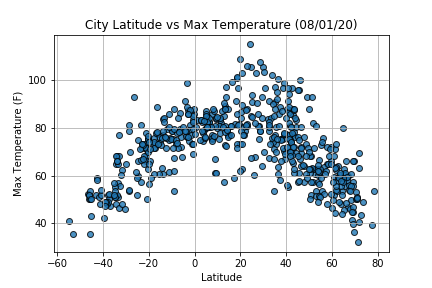 City Latitude vs Max Temperature (08/01/20)
Max Temperature (F)
100
80
60
40
−60 −40 −20 0 20 40 60 80
Latitude